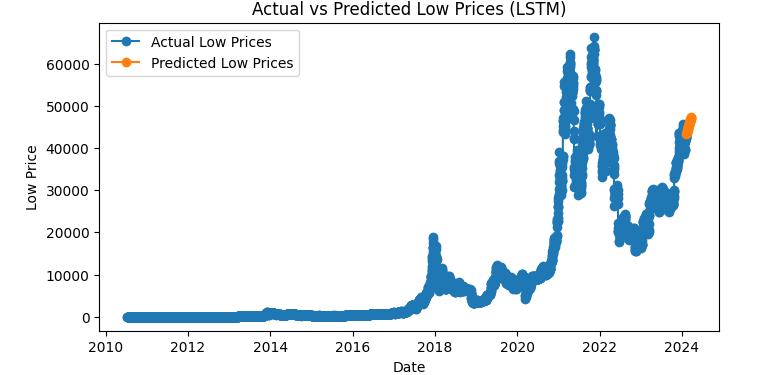 Actual vs Predicted Low Prices (LSTM)
Actual Low Prices
Predicted Low Prices
60000
50000
40000
30000
20000
10000
0
Low Price
2010 2012 2014 2016 2018 2020 2022 2024
Date